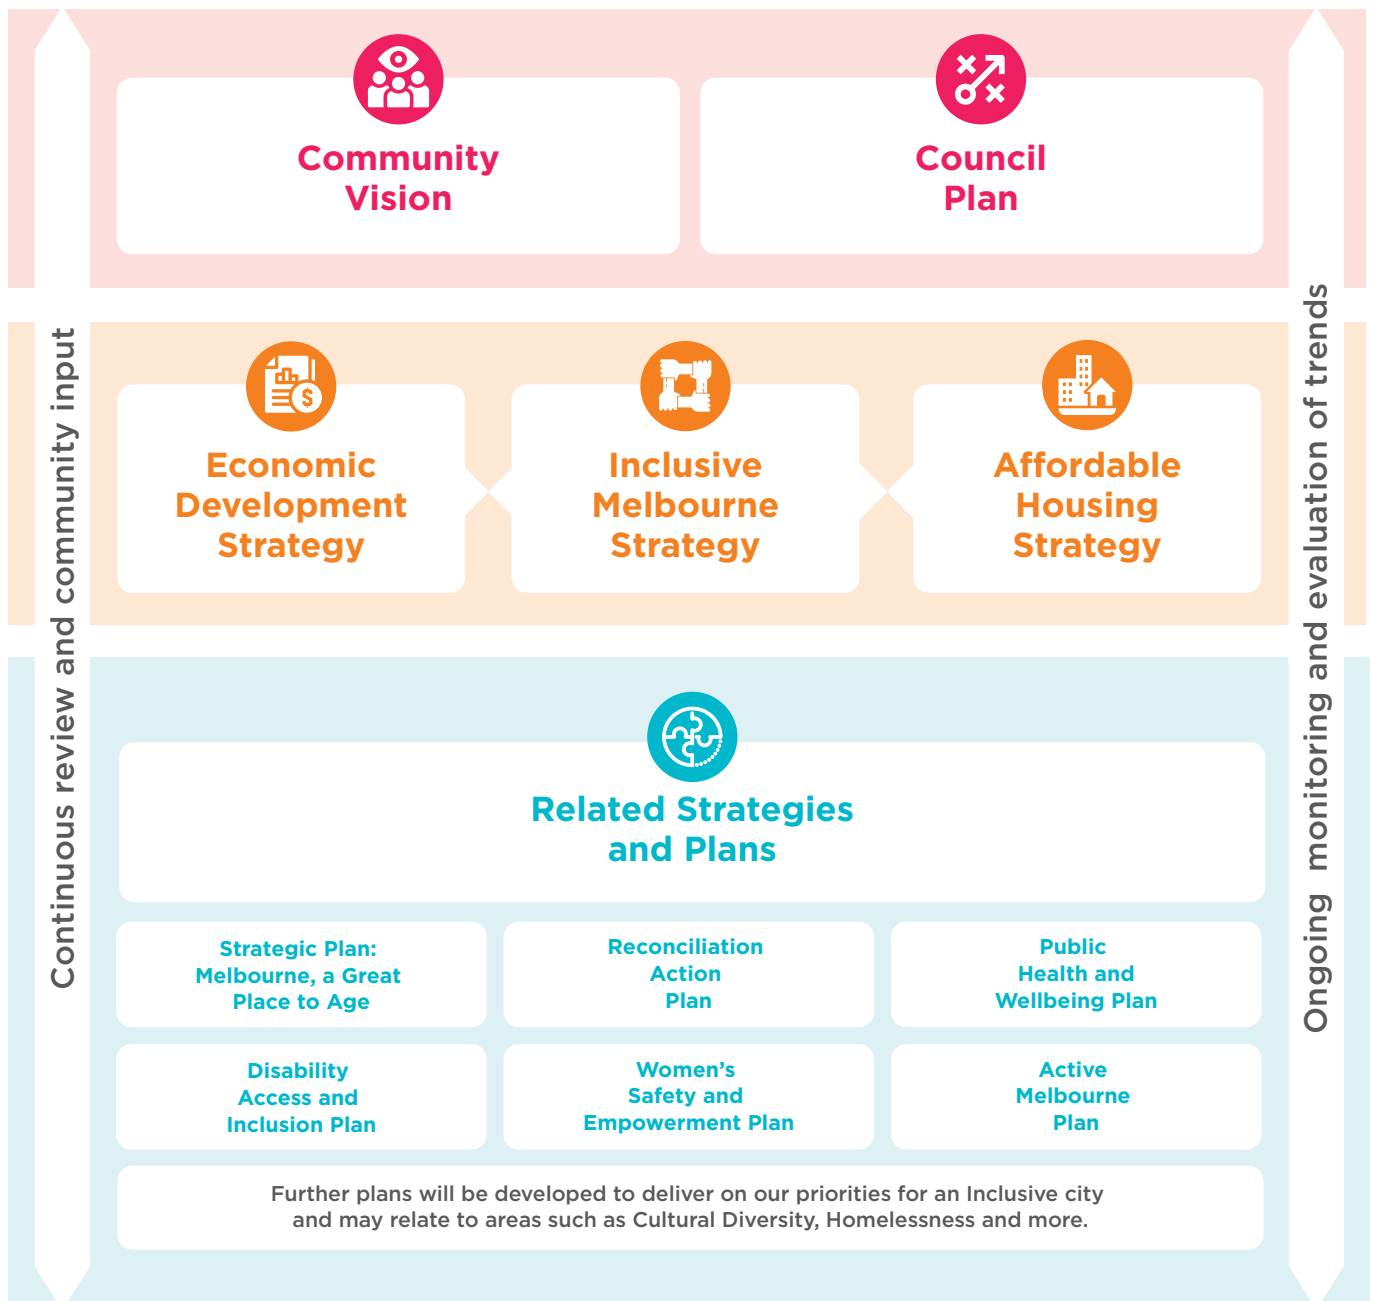 Community
Vision
Council
Plan
Continuous review and community input
Ongoing monitoring and evaluation of trends
Economic
Development
Strategy
Inclusive
Melbourne
Strategy
Affordable
Housing
Strategy
Related Strategies
and Plans
Strategic Plan:
Melbourne, a Great
Place to Age
Reconciliation
Action
Plan
Public
Health and
Wellbeing Plan
Disability
Access and
Inclusion Plan
Women’s
Safety and
Empowerment Plan
Active
Melbourne
Plan
Further plans will be developed to deliver on our priorities for an Inclusive city
and may relate to areas such as Cultural Diversity, Homelessness and more.